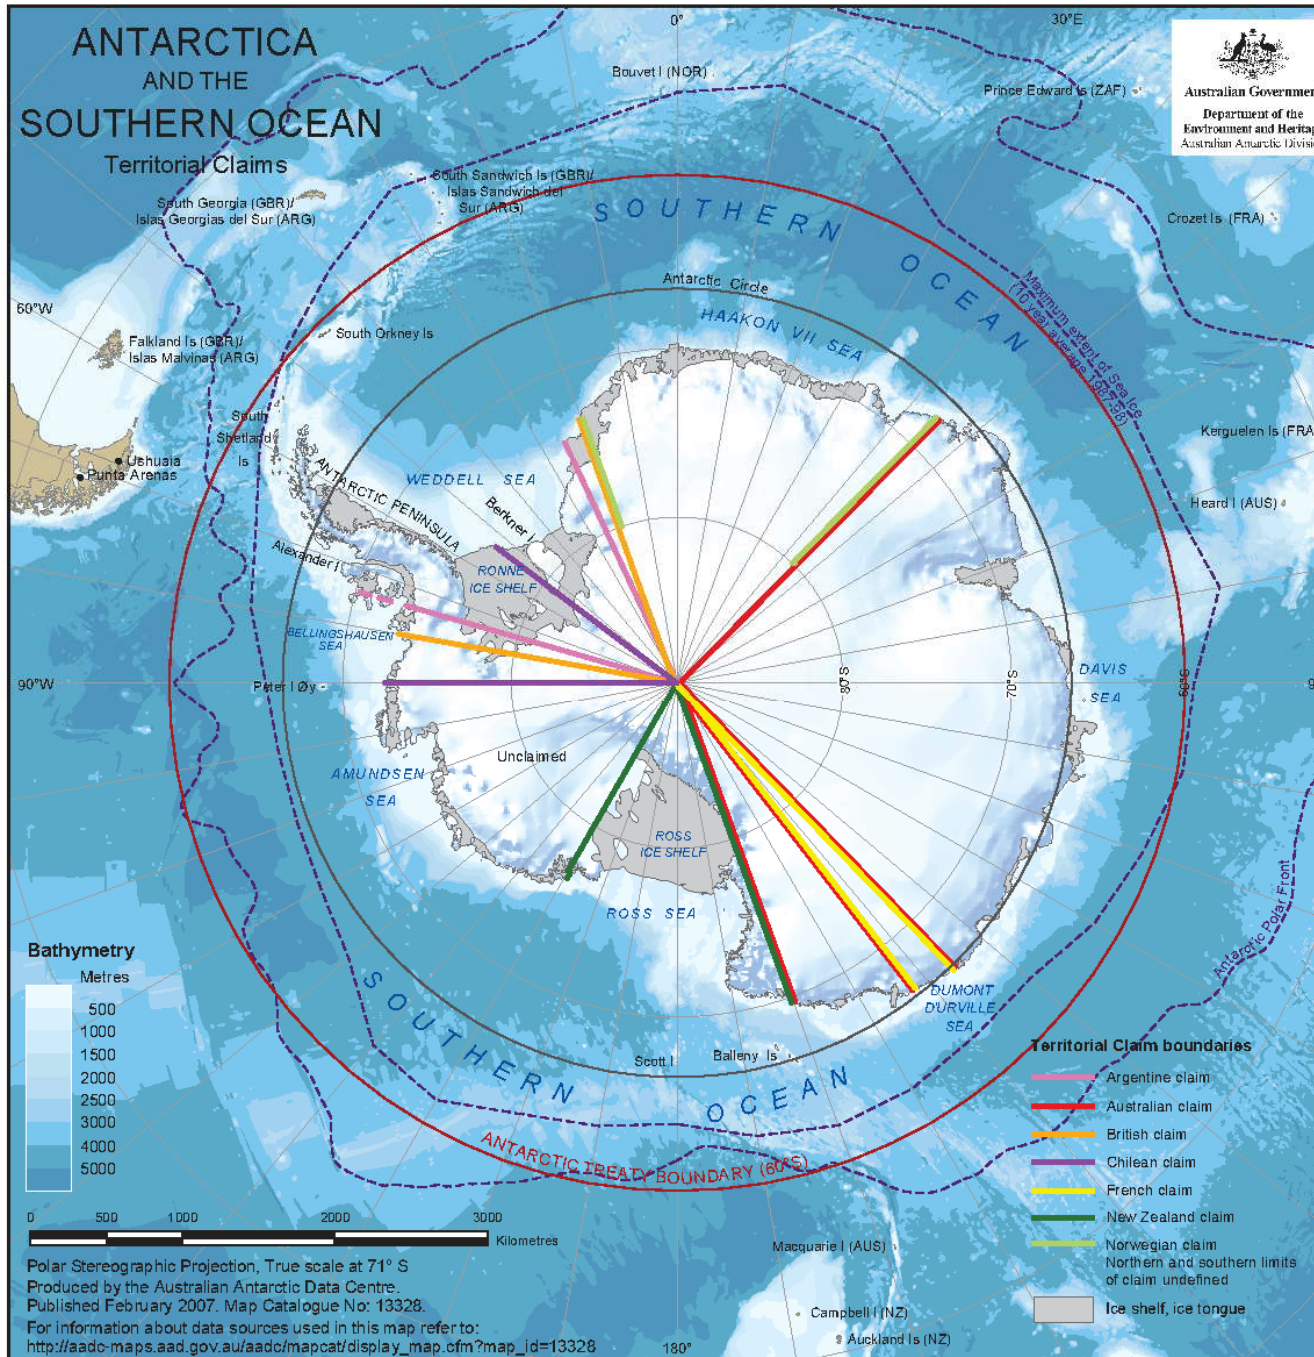 ANTARCTICA
AND THE
SOUTHERN OCEAN
Territorial Claims
0°
30°E
Bouvet I (NOR)
Prince Edward Is (ZAF)
Australian Governmen
Department of the
Environment and Heritag
Australian Antarctic Divisi
South Sandwich Is (GBR)/
Islas Sandwich del
Sur (ARG)
South Georgia (GBR)/
Islas Georgias del Sur (ARG)
SOUTHERN OCEAN
Crozet Is (FRA)
Antarctic Circle
Maximum extent of Sea Ice
(10 year average 1987-98)
60°W
HAAKON VII SEA
South Orkney Is
Falkland Is (GBR)/
Islas Malvinas (ARG)
South
Shetland
Is
Kerguelen Is (FRA
Ushuaia
Punta Arenas
ANTARCTIC PENINSULA
WEDDELL SEA
Heard I (AUS)
Berkner I
Alexander I
RONNE
ICE SHELF
BELLINGSHAUSEN
SEA
90°W
Peter I Øy
80°S
70°S
60°S
DAVIS
SEA
9
Unclaimed
AMUNDSEN
SEA
ROSS
ICE SHELF
ROSS SEA
Antarctic Polar Front
Bathymetry
Metres
500
1000
1500
2000
2500
3000
4000
5000
DUMONT
D'URVILLE
SEA
SOUTHERN OCEAN
Scott I
Balleny Is
ANTARCTIC TREATY BOUNDARY (60°S)
Territorial Claim boundaries
Argentine claim
Australian claim
British claim
Chilean claim
French claim
New Zealand claim
Norwegian claim
Northern and southern limits
of claim undefined
Ice shelf, ice tongue
0 500 1000 2000 3000
Kilometres
Macquarie I (AUS)
Campbell I (NZ)
Auckland Is (NZ)
180°
Polar Stereographic Projection, True scale at 71° S
Produced by the Australian Antarctic Data Centre.
Published February 2007. Map Catalogue No: 13328.
For information about data sources used in this map refer to:
http://aadc-maps.aad.gov.au/aadc/mapcat/display_map.cfm?map_id=13328